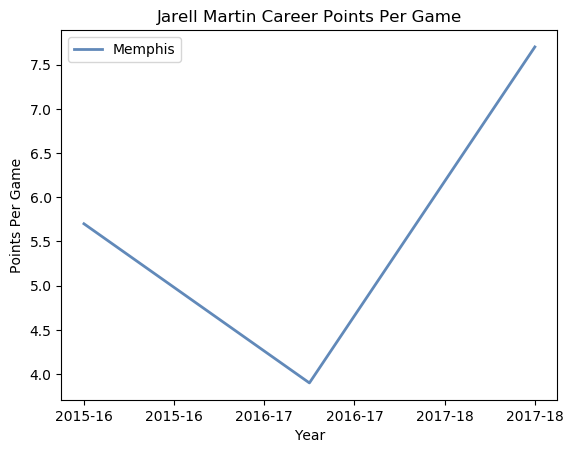 Jarell Martin Career Points Per Game
Memphis
Points Per Game
7.5
7.0
6.5
6.0
5.5
5.0
4.5
4.0
2015-16 2015-16 2016-17 2016-17 2017-18 2017-18
Year